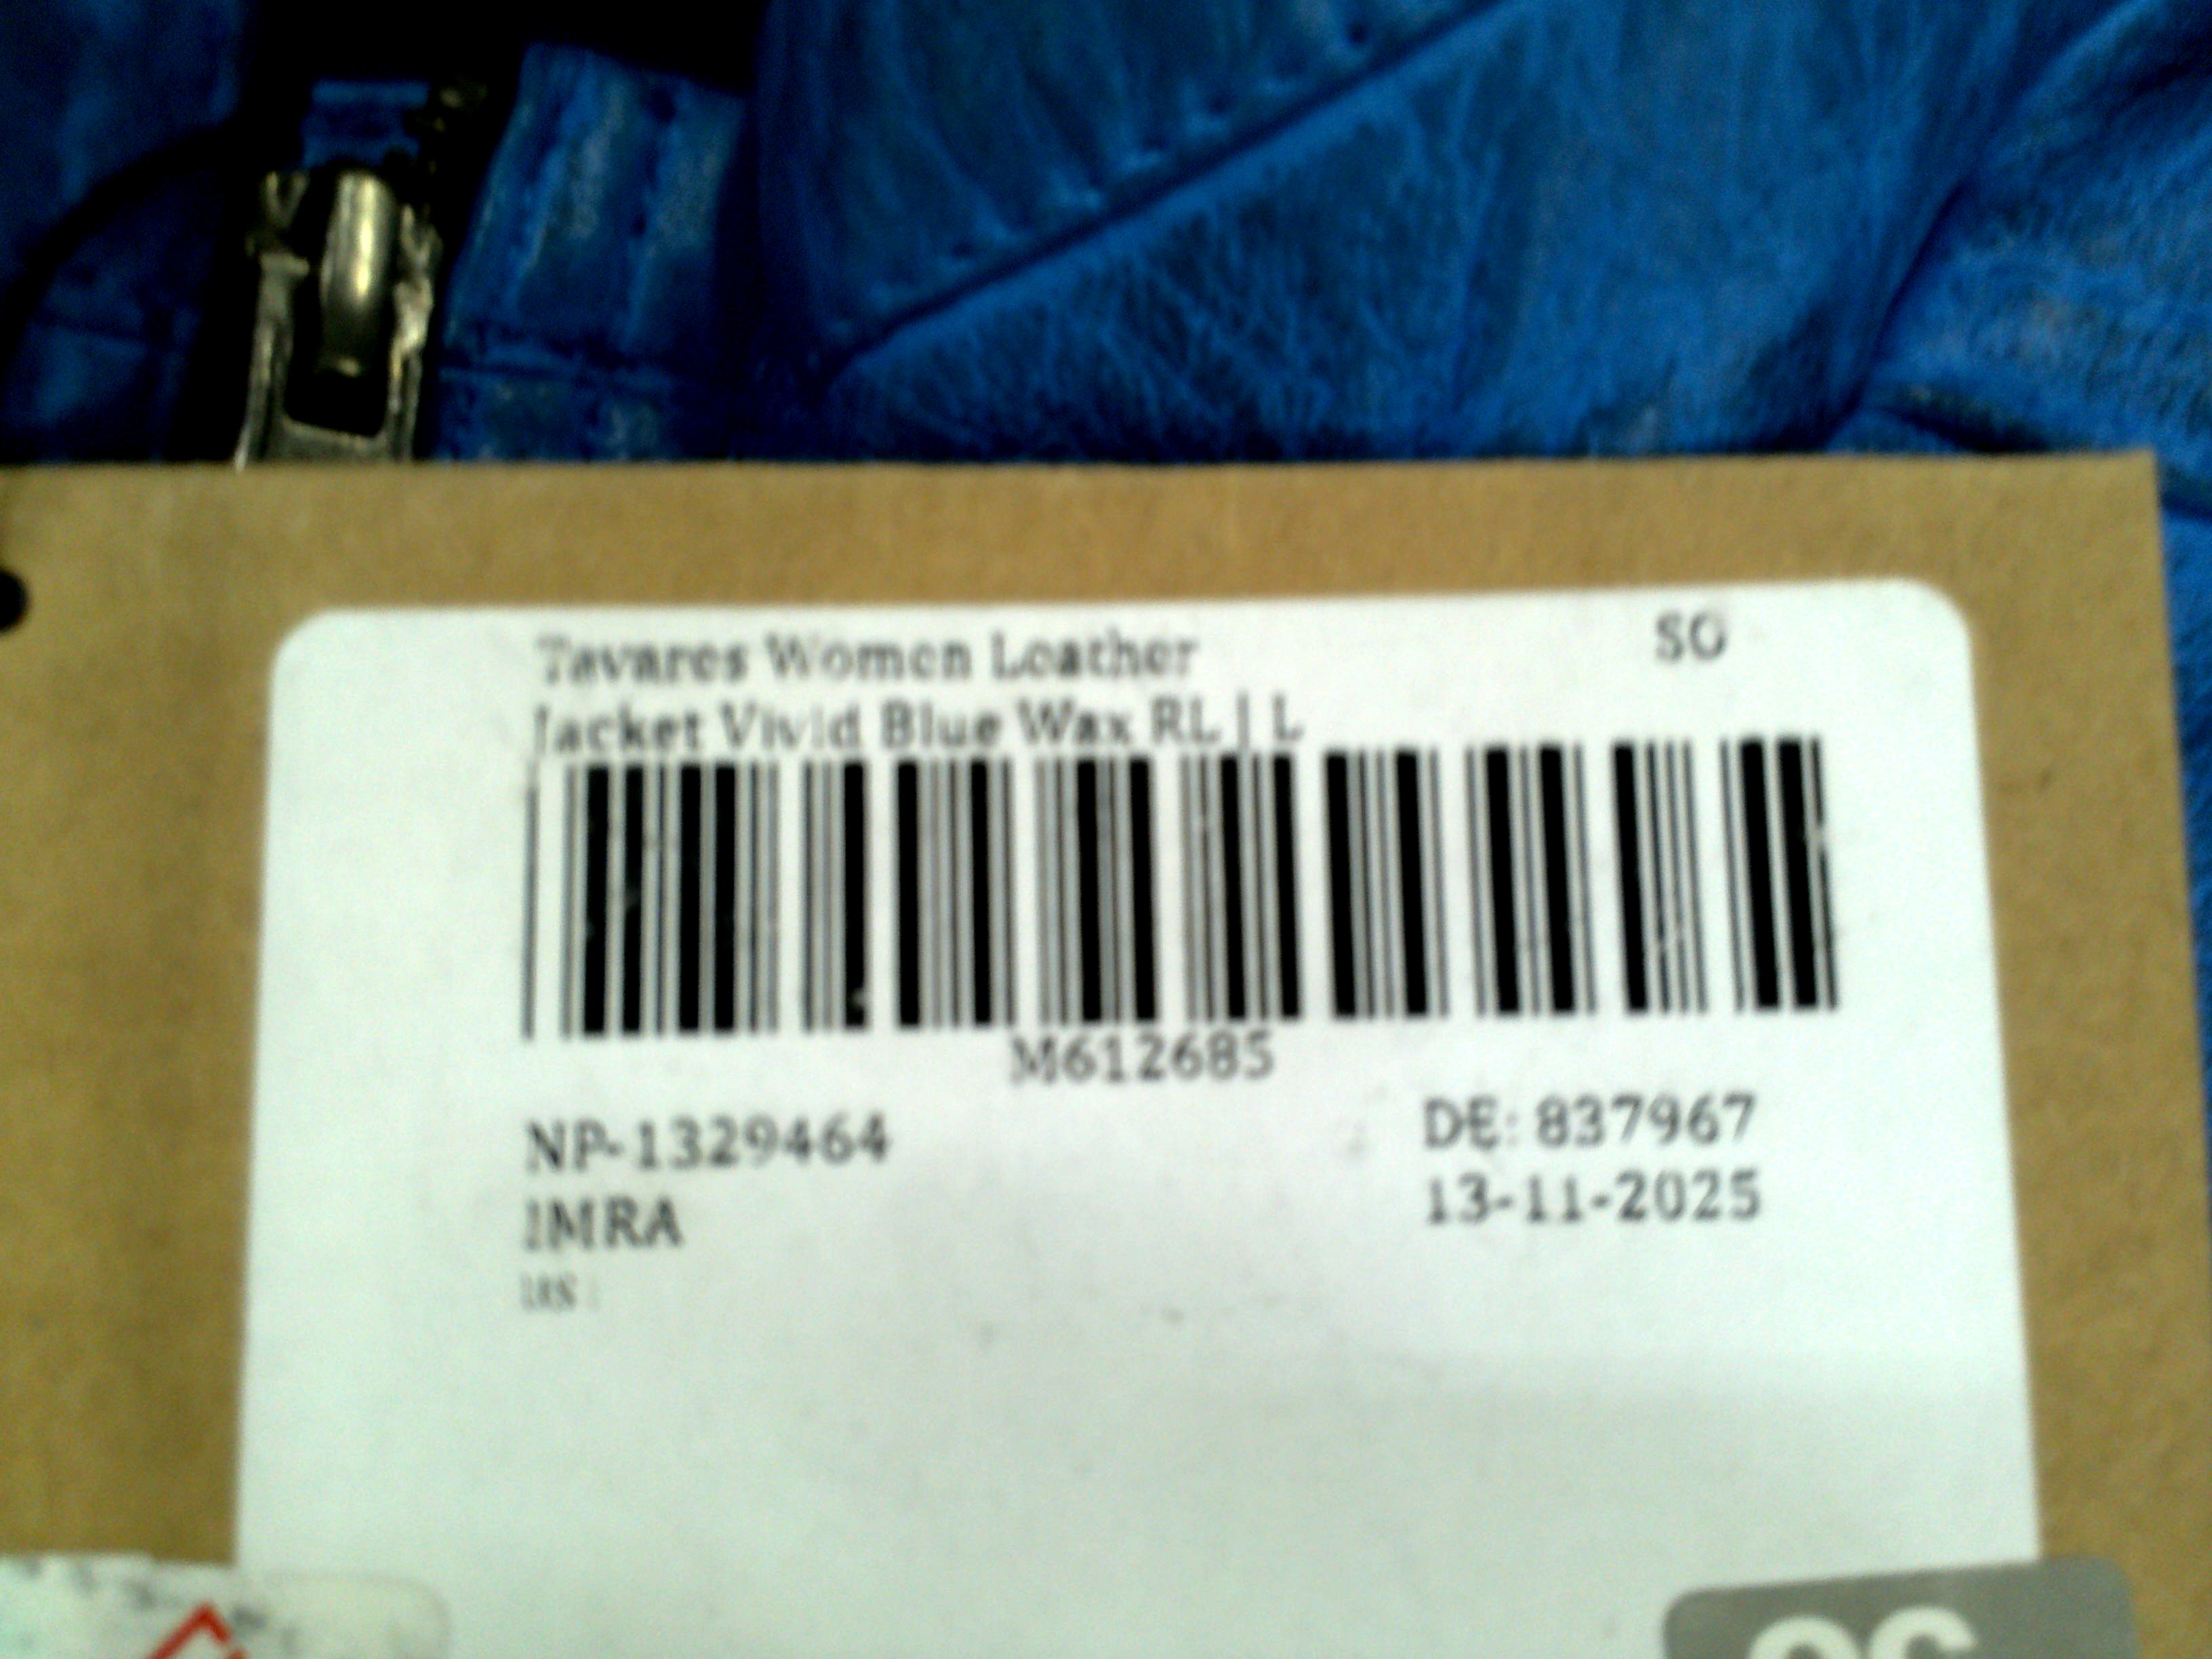 Tavares Women Leather
SO
Jacket Vivid Blue Wax RL | L
M612685
NP-1329464
DE: 837967
IMRA
13-11-2025